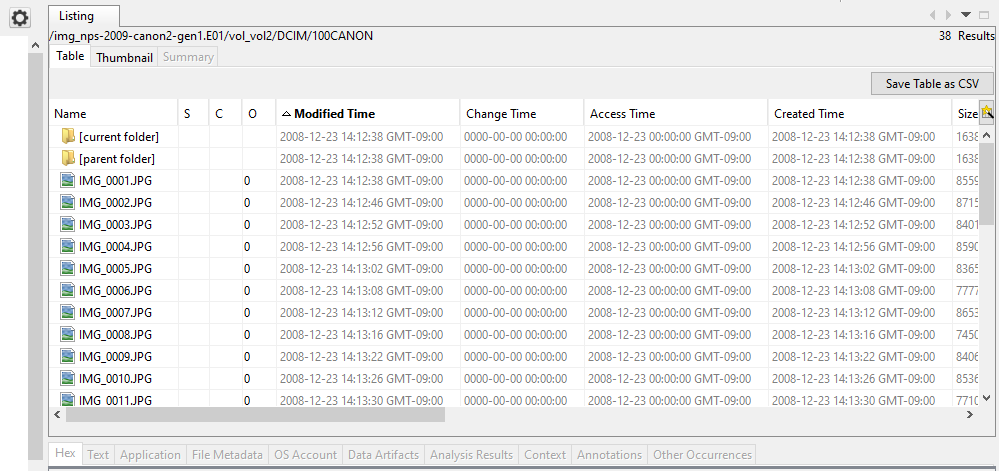 Listing
/img_nps-2009-canon2-gen1.E01/vol_vol2/DCIM/100CANON 38 Results
Table Thumbnail Summary
Save Table as CSV
Name S C O Modified Time Change Time Access Time Created Time Size
[current folder] 2008-12-23 14:12:38 GMT-09:00 0000-00-00 00:00:00 2008-12-23 00:00:00 GMT-09:00 2008-12-23 14:12:38 GMT-09:00 1638
[parent folder] 2008-12-23 14:12:38 GMT-09:00 0000-00-00 00:00:00 2008-12-23 00:00:00 GMT-09:00 2008-12-23 14:12:38 GMT-09:00 1638
IMG_0001.JPG 0 2008-12-23 14:12:38 GMT-09:00 0000-00-00 00:00:00 2008-12-23 00:00:00 GMT-09:00 2008-12-23 14:12:38 GMT-09:00 8559
IMG_0002.JPG 0 2008-12-23 14:12:46 GMT-09:00 0000-00-00 00:00:00 2008-12-23 00:00:00 GMT-09:00 2008-12-23 14:12:46 GMT-09:00 8715
IMG_0003.JPG 0 2008-12-23 14:12:52 GMT-09:00 0000-00-00 00:00:00 2008-12-23 00:00:00 GMT-09:00 2008-12-23 14:12:52 GMT-09:00 8401
IMG_0004.JPG 0 2008-12-23 14:12:56 GMT-09:00 0000-00-00 00:00:00 2008-12-23 00:00:00 GMT-09:00 2008-12-23 14:12:56 GMT-09:00 8590
IMG_0005.JPG 0 2008-12-23 14:13:02 GMT-09:00 0000-00-00 00:00:00 2008-12-23 00:00:00 GMT-09:00 2008-12-23 14:13:02 GMT-09:00 8365
IMG_0006.JPG 0 2008-12-23 14:13:08 GMT-09:00 0000-00-00 00:00:00 2008-12-23 00:00:00 GMT-09:00 2008-12-23 14:13:08 GMT-09:00 7777
IMG_0007.JPG 0 2008-12-23 14:13:12 GMT-09:00 0000-00-00 00:00:00 2008-12-23 00:00:00 GMT-09:00 2008-12-23 14:13:12 GMT-09:00 8653
IMG_0008.JPG 0 2008-12-23 14:13:16 GMT-09:00 0000-00-00 00:00:00 2008-12-23 00:00:00 GMT-09:00 2008-12-23 14:13:16 GMT-09:00 7450
IMG_0009.JPG 0 2008-12-23 14:13:22 GMT-09:00 0000-00-00 00:00:00 2008-12-23 00:00:00 GMT-09:00 2008-12-23 14:13:22 GMT-09:00 8406
IMG_0010.JPG 0 2008-12-23 14:13:26 GMT-09:00 0000-00-00 00:00:00 2008-12-23 00:00:00 GMT-09:00 2008-12-23 14:13:26 GMT-09:00 8536
IMG_0011.JPG 0 2008-12-23 14:13:30 GMT-09:00 0000-00-00 00:00:00 2008-12-23 00:00:00 GMT-09:00 2008-12-23 14:13:30 GMT-09:00 7710
Hex Text Application File Metadata OS Account Data Artifacts Analysis Results Context Annotations Other Occurrences